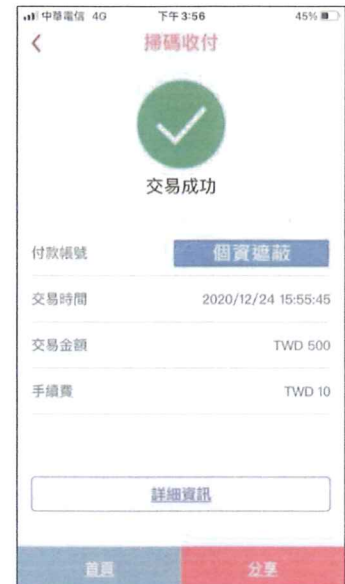 中華電信 4G 下午3:56 45%
掃碼收付
交易成功
付款帳號 個資遮蔽
交易時間 2020/12/24 15:55:45
交易金額 TWD 500
手續費 TWD 10
詳細資訊
首頁 分享